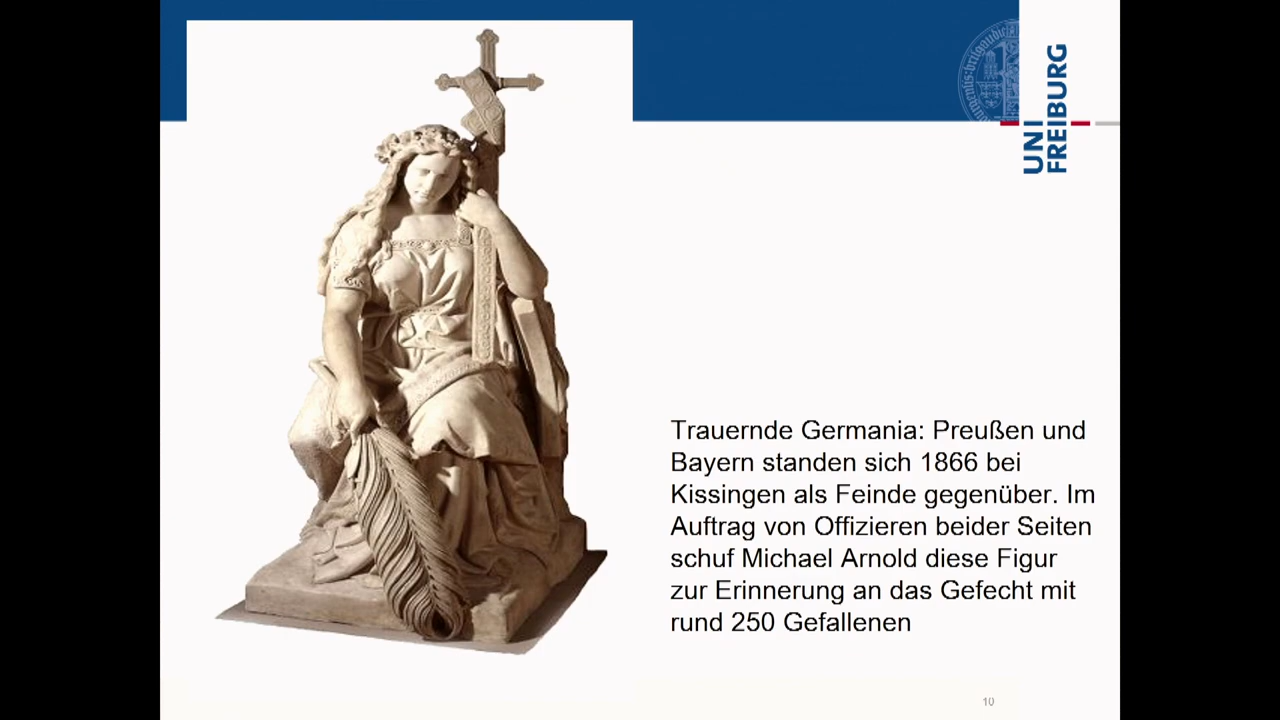 UNI
FREIBURG
Trauernde Germania: Preußen und
Bayern standen sich 1866 bei
Kissingen als Feinde gegenüber. Im
Auftrag von Offizieren beider Seiten
schuf Michael Arnold diese Figur
zur Erinnerung an das Gefecht mit
rund 250 Gefallenen
10